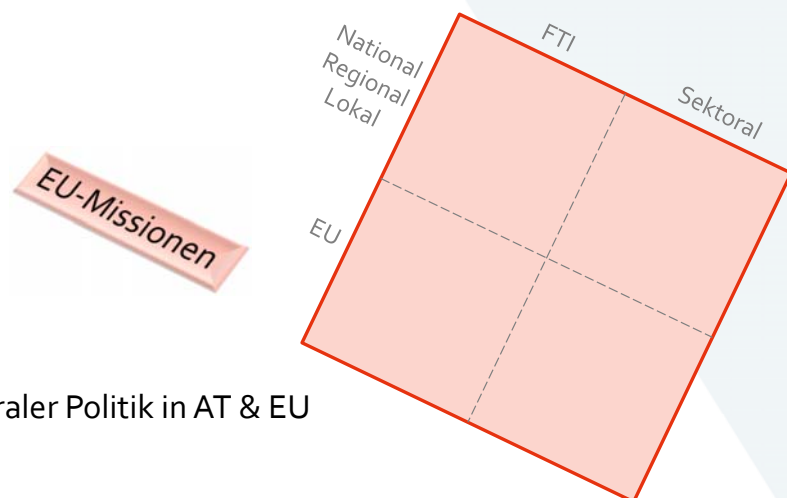 National
Regional
Lokal
FTI
Sektoral
EU-Missionen
EU
raler Politik in AT & EU